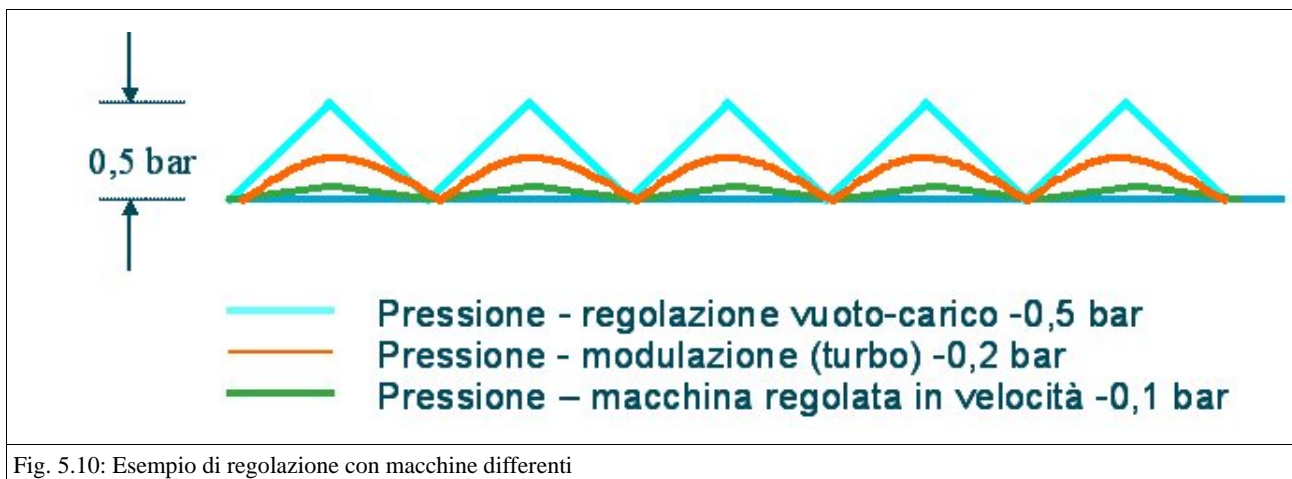 0,5 bar
Pressione - regolazione vuoto-carico -0,5 bar
Pressione - modulazione (turbo) -0,2 bar
Pressione – macchina regolata in velocità -0,1 bar
Fig. 5.10: Esempio di regolazione con macchine differenti